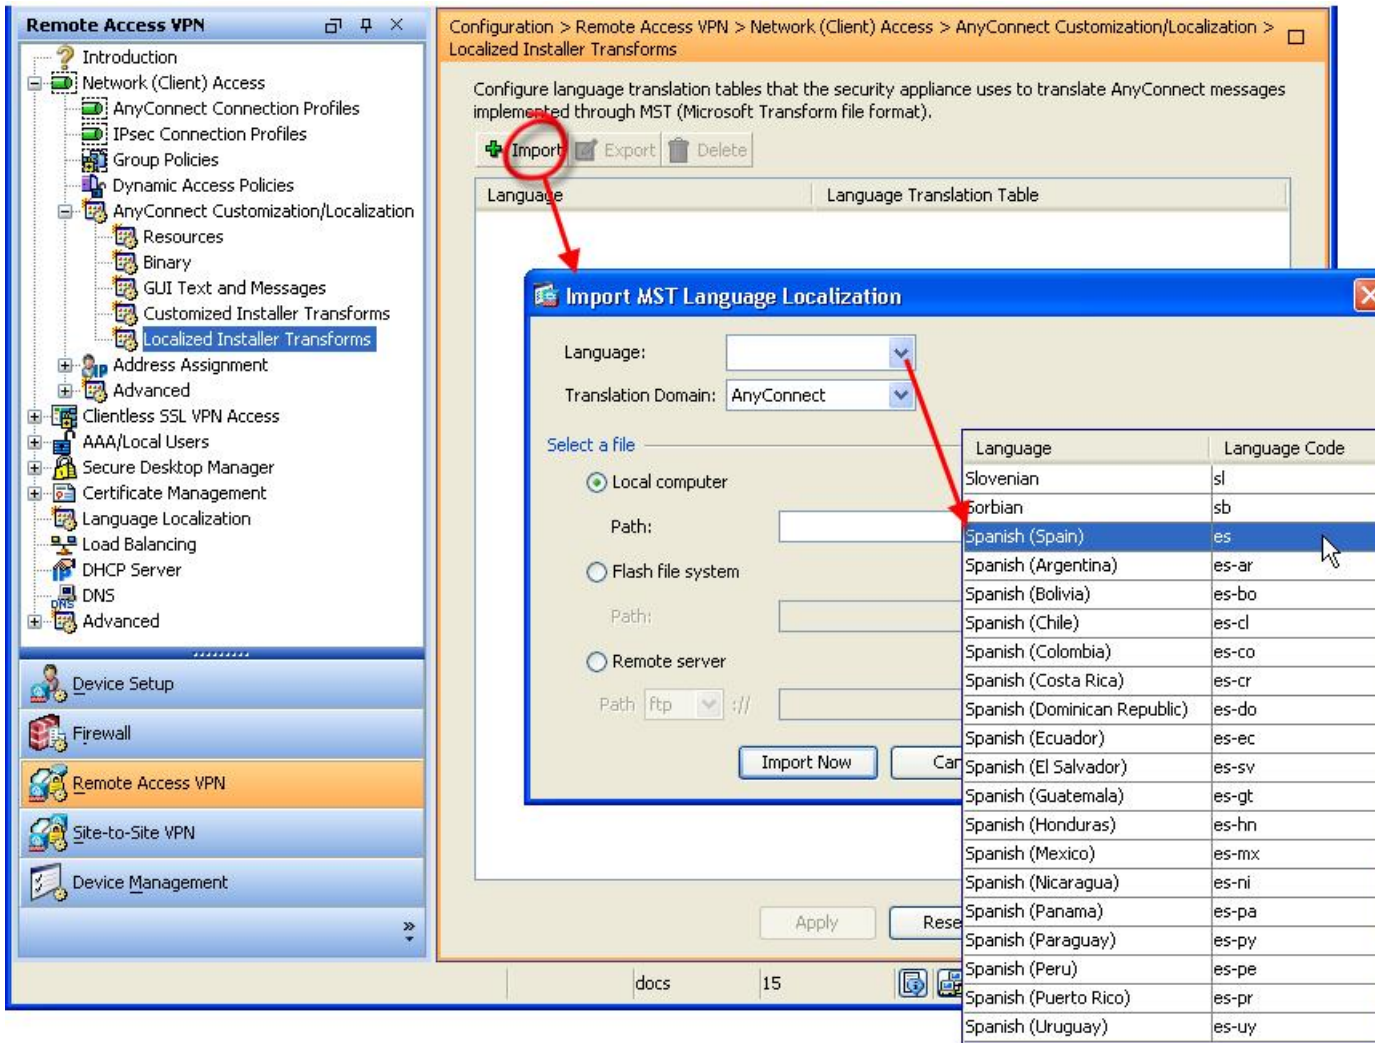 Remote Access VPN
Introduction
Network (Client) Access
AnyConnect Connection Profiles
IPsec Connection Profiles
Group Policies
Dynamic Access Policies
AnyConnect Customization/Localization
Resources
Binary
GUI Text and Messages
Customized Installer Transforms
Localized Installer Transforms
Address Assignment
Advanced
Clientless SSL VPN Access
AAA/Local Users
Secure Desktop Manager
Certificate Management
Language Localization
Load Balancing
DHCP Server
DNS
Advanced
Device Setup
Firewall
Remote Access VPN
Site-to-Site VPN
Device Management
Configuration > Remote Access VPN > Network (Client) Access > AnyConnect Customization/Localization >
Localized Installer Transforms
Configure language translation tables that the security appliance uses to translate AnyConnect messages
implemented through MST (Microsoft Transform file format).
Import Export Delete
Language Language Translation Table
Import MST Language Localization
Language:
Translation Domain: AnyConnect
Select a file
Local computer
Path:
Flash file system
Path:
Remote server
Path ftp ://
Import Now Can
Apply Rese
docs 15
Language Language Code
Slovenian sl
Sorbian sb
Spanish (Spain) es
Spanish (Argentina) es-ar
Spanish (Bolivia) es-bo
Spanish (Chile) es-cl
Spanish (Colombia) es-co
Spanish (Costa Rica) es-cr
Spanish (Dominican Republic) es-do
Spanish (Ecuador) es-ec
Spanish (El Salvador) es-sv
Spanish (Guatemala) es-gt
Spanish (Honduras) es-hn
Spanish (Mexico) es-mx
Spanish (Nicaragua) es-ni
Spanish (Panama) es-pa
Spanish (Paraguay) es-py
Spanish (Peru) es-pe
Spanish (Puerto Rico) es-pr
Spanish (Uruguay) es-uy